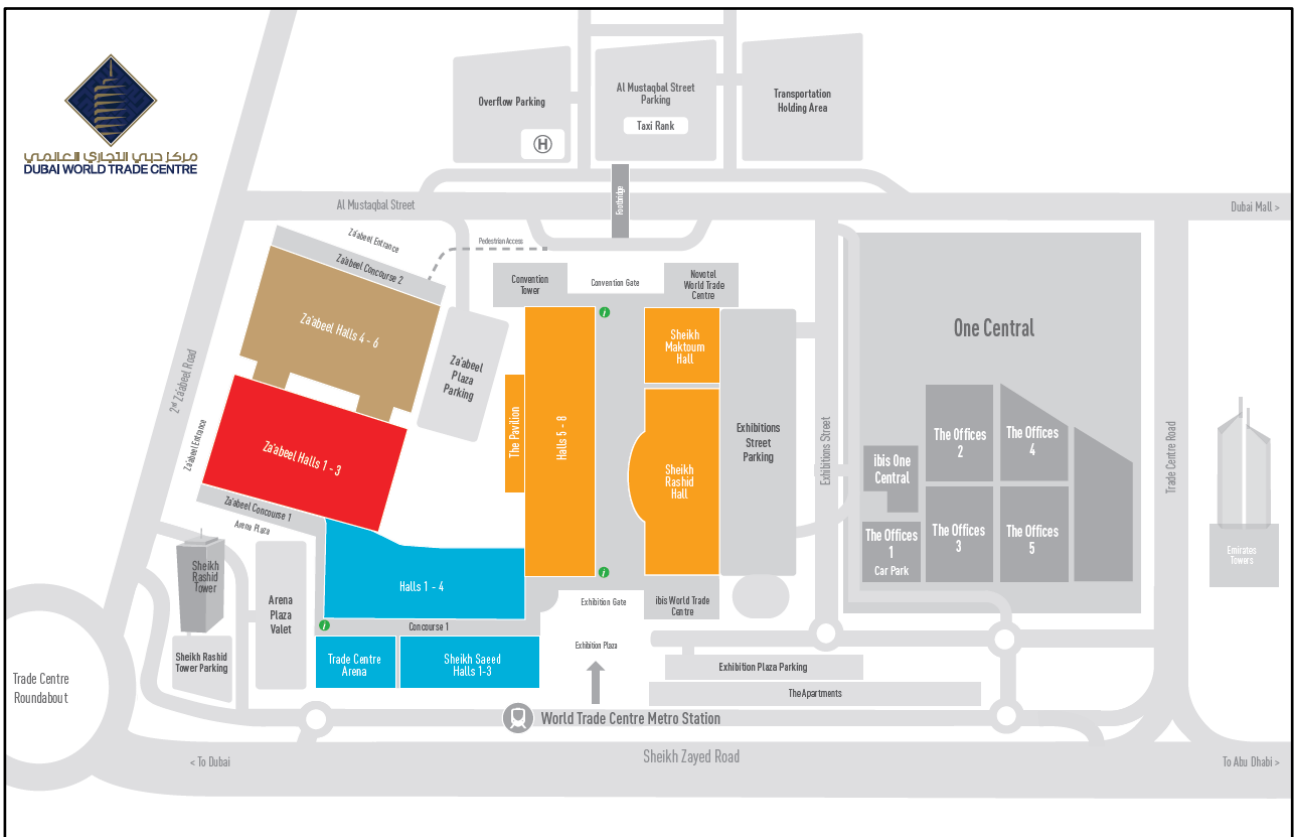 مركز دبي التجاري العالمي
DUBAI WORLD TRADE CENTRE
Overflow Parking
H
Al Mustaqbal Street
Parking
Taxi Rank
Transportation
Holding Area
Al Mustaqbal Street
Footbridge
Dubai Mall >
Za'abeel Entrance
Za'abeel Concourse 2
Pedestrian Access
Convention
Tower
Convention Gate
Novotel
World Trade
Centre
Za'abeel Halls 4 - 6
Za'abeel
Plaza
Parking
2nd Za'abeel Road
Za'abeel Entrance
Za'abeel Halls 1 - 3
Za'abeel Concourse 1
Arena Plaza
The Pavilion
Halls 5 - 8
i
Sheikh
Maktoum
Hall
Sheikh
Rashid
Hall
Exhibitions
Street
Parking
Exhibitions Street
One Central
The Offices
2
The Offices
4
ibis One
Central
The Offices
1
Car Park
The Offices
3
The Offices
5
Trade Centre Road
Emirates
Towers
Sheikh
Rashid
Tower
Sheikh Rashid
Tower Parking
Arena
Plaza
Valet
Halls 1 - 4
i
Concourse 1
i
Trade Centre
Arena
Sheikh Saeed
Halls 1-3
Exhibition Gate
ibis World Trade
Centre
Exhibition Plaza
Exhibition Plaza Parking
The Apartments
Trade Centre
Roundabout
World Trade Centre Metro Station
< To Dubai
Sheikh Zayed Road
To Abu Dhabi >